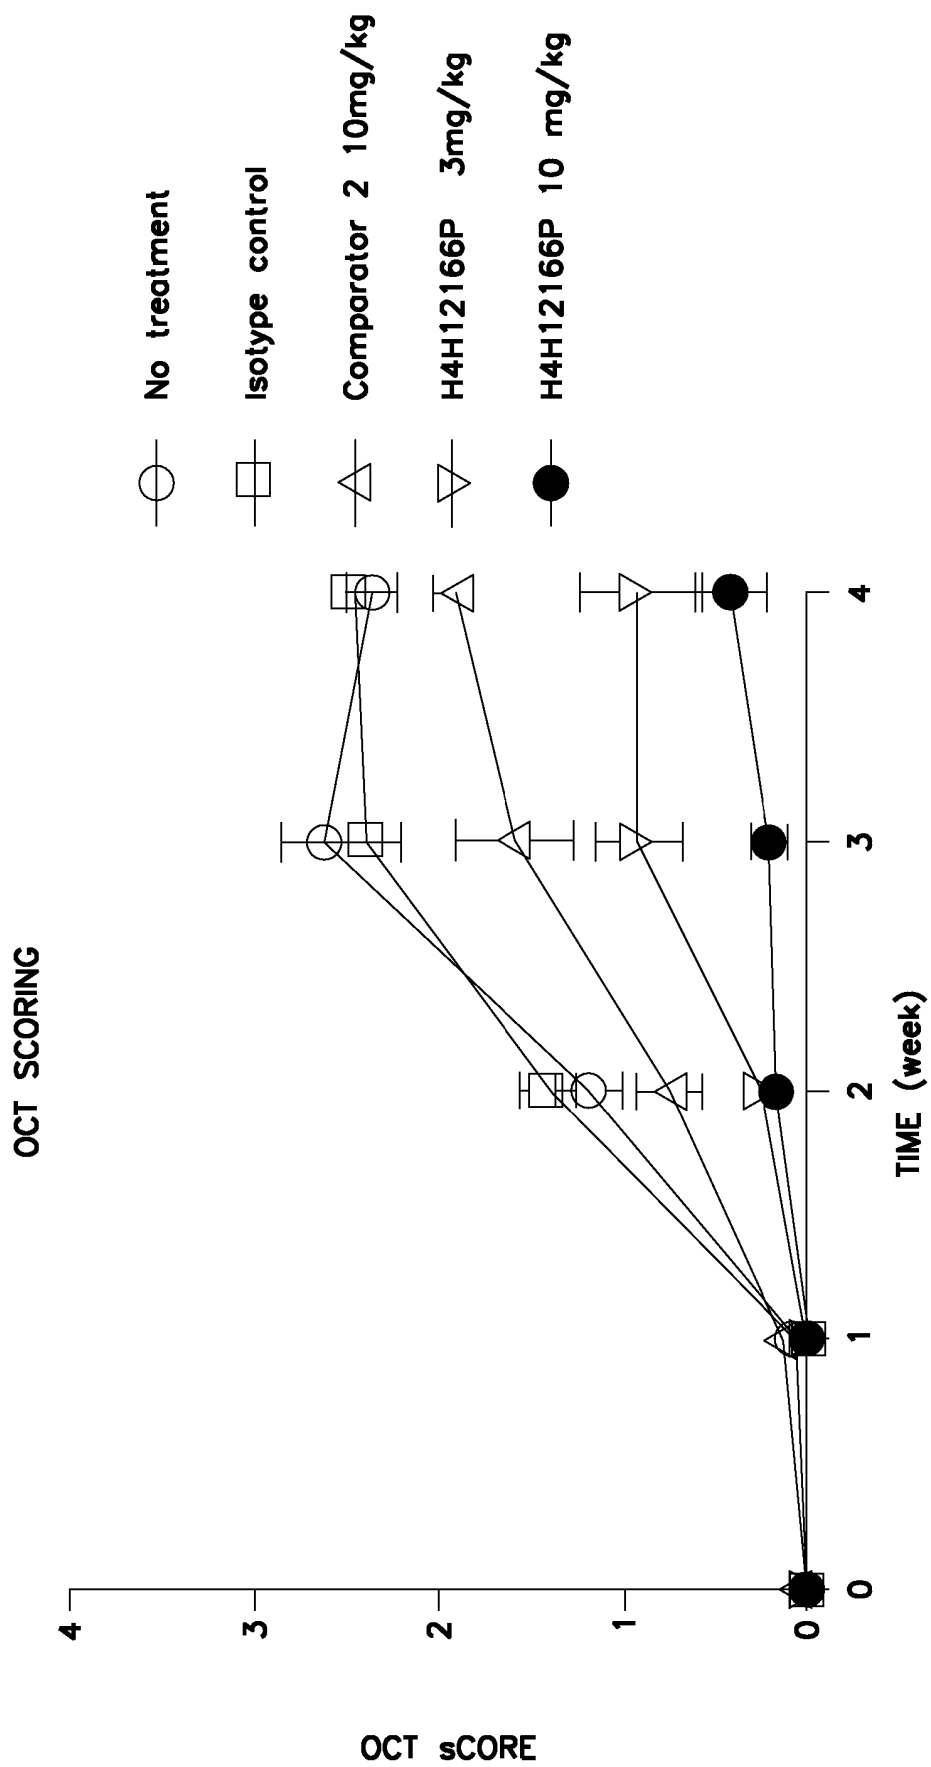 OCT SCORING
OCT sCORE
4
3
2
1
0
0
1
2
3
4
TIME (week)
No treatment
Isotype control
Comparator 2 10mg/kg
H4H12166P 3mg/kg
H4H12166P 10 mg/kg